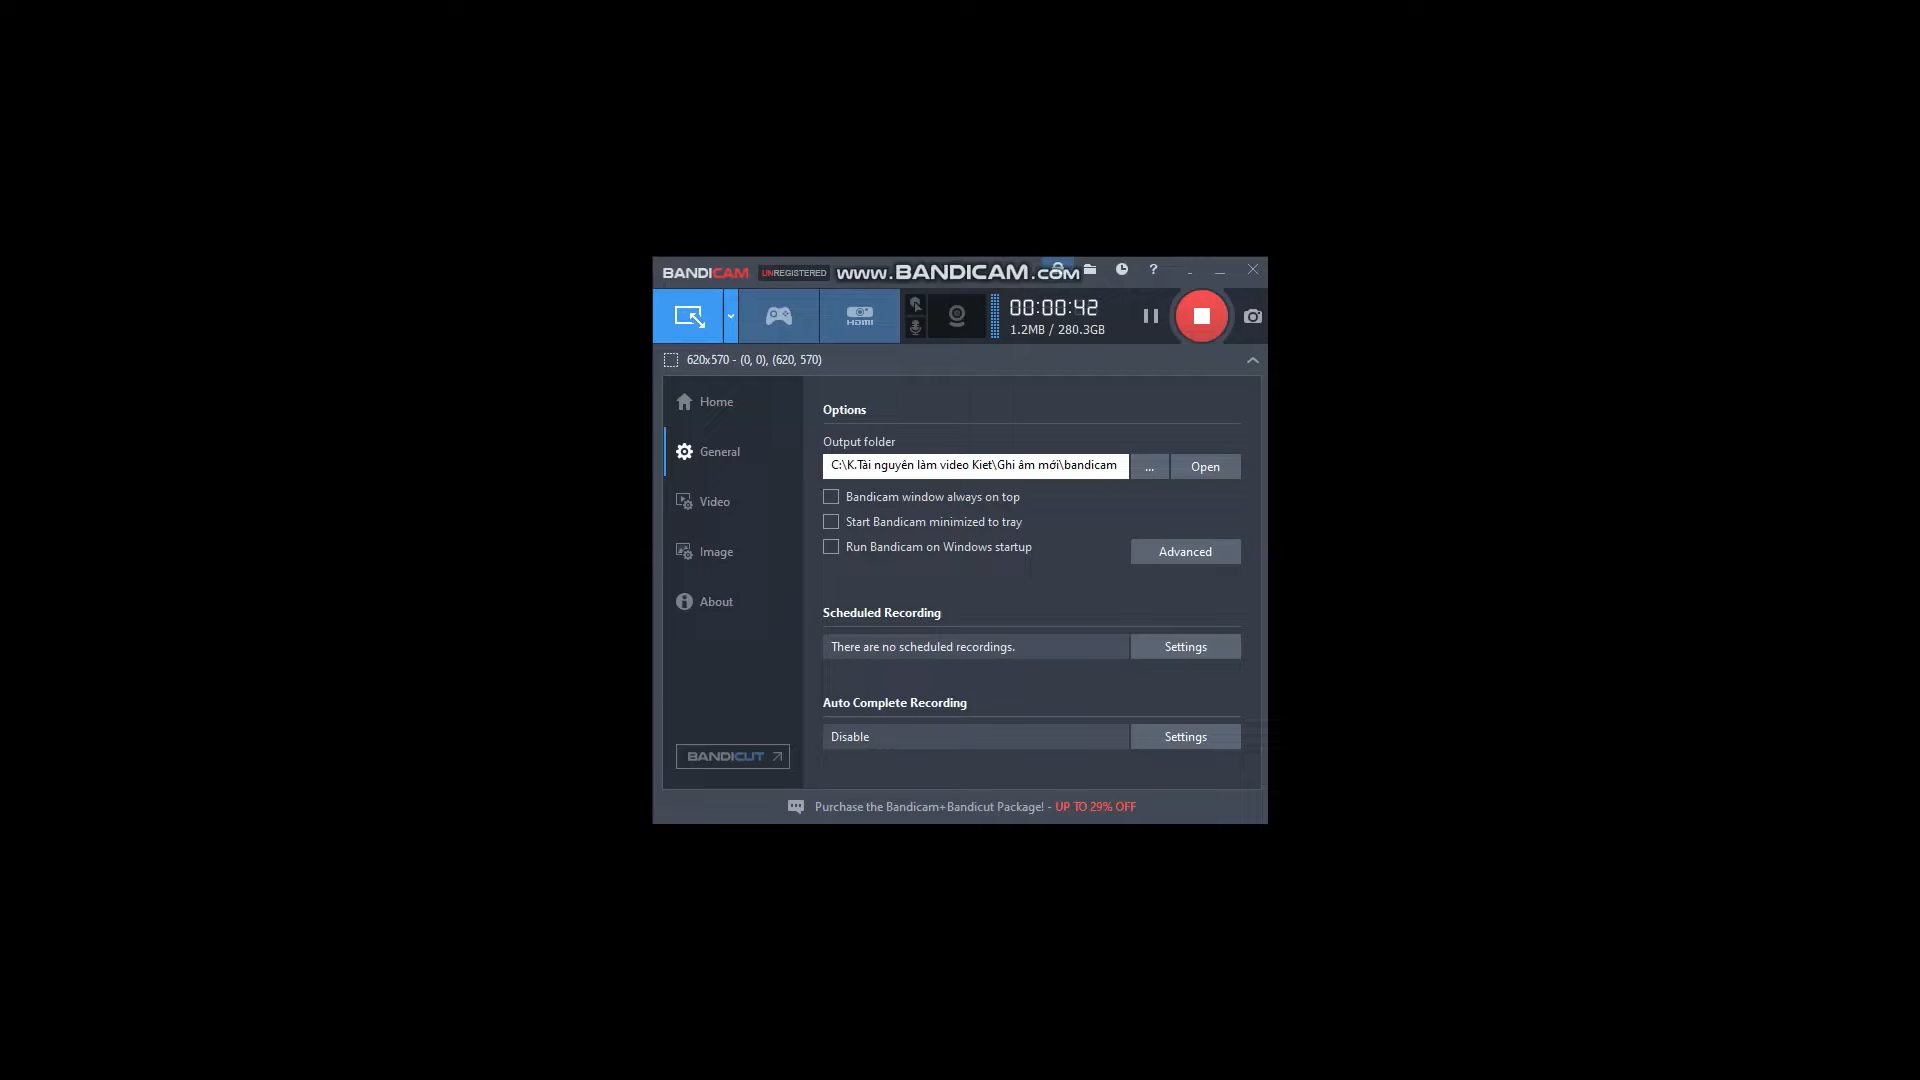 BANDICAM UNREGISTERED www.BANDICAM.COM ?
HDMI
00:00:42
1.2MB / 280.3GB
620x570 - (0, 0), (620, 570)
Home
General
Video
Image
About
BANDICUT
Options
Output folder
C:\K.Tài nguyên làm video Kiet\Ghi âm mới\bandicam ... Open
Bandicam window always on top
Start Bandicam minimized to tray
Run Bandicam on Windows startup
Advanced
Scheduled Recording
There are no scheduled recordings. Settings
Auto Complete Recording
Disable Settings
Purchase the Bandicam+Bandicut Package! - UP TO 29% OFF